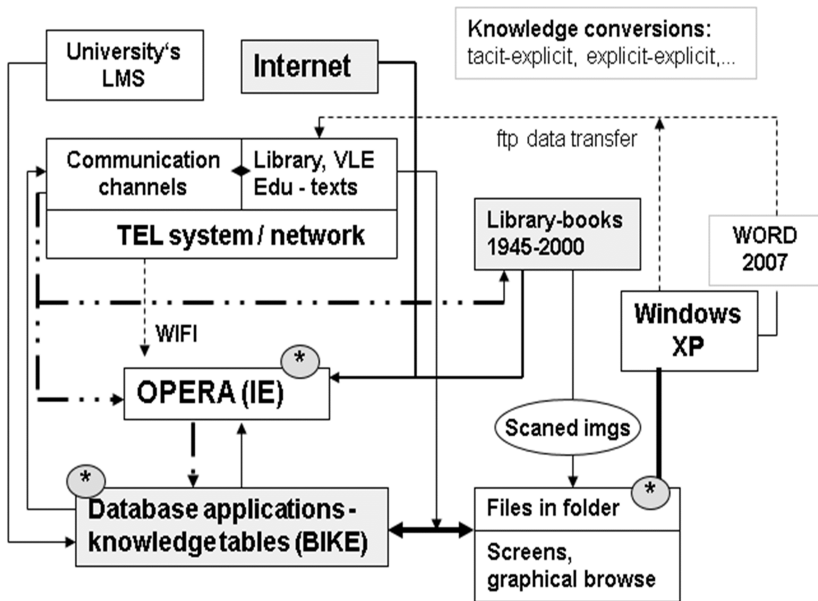 University‘s
LMS
Internet
Knowledge conversions:
tacit-explicit, explicit-explicit,...
ftp data transfer
Communication
channels
Library, VLE
Edu - texts
TEL system / network
Library-books
1945-2000
WORD
2007
Windows
XP
WIFI
*
OPERA (IE)
Scaned imgs
*
Database applications -
knowledge tables (BIKE)
*
Files in folder
Screens,
graphical browse